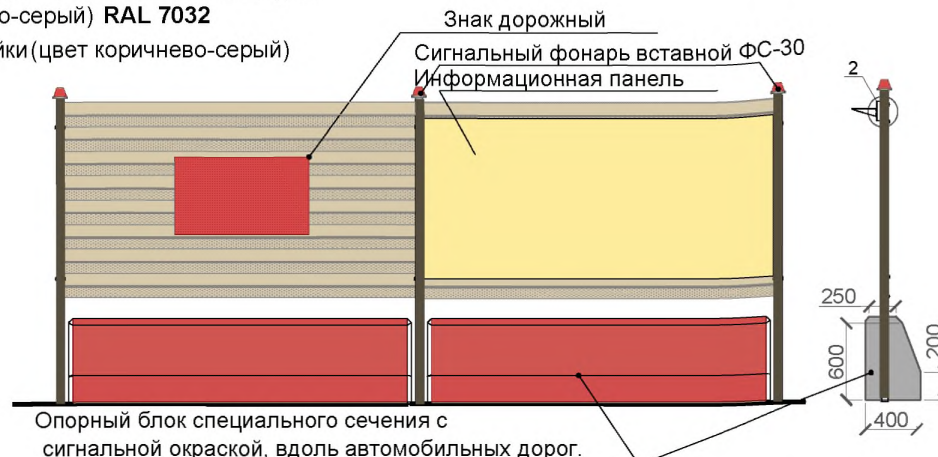 о-серый) RAL 7032
йки(цвет коричнево-серый)
Знак дорожный
Сигнальный фонарь вставной ФС-30
Информационная панель
2
250
600
200
400
Опорный блок специального сечения с
сигнальной окраской, вдоль автомобильных дорог.